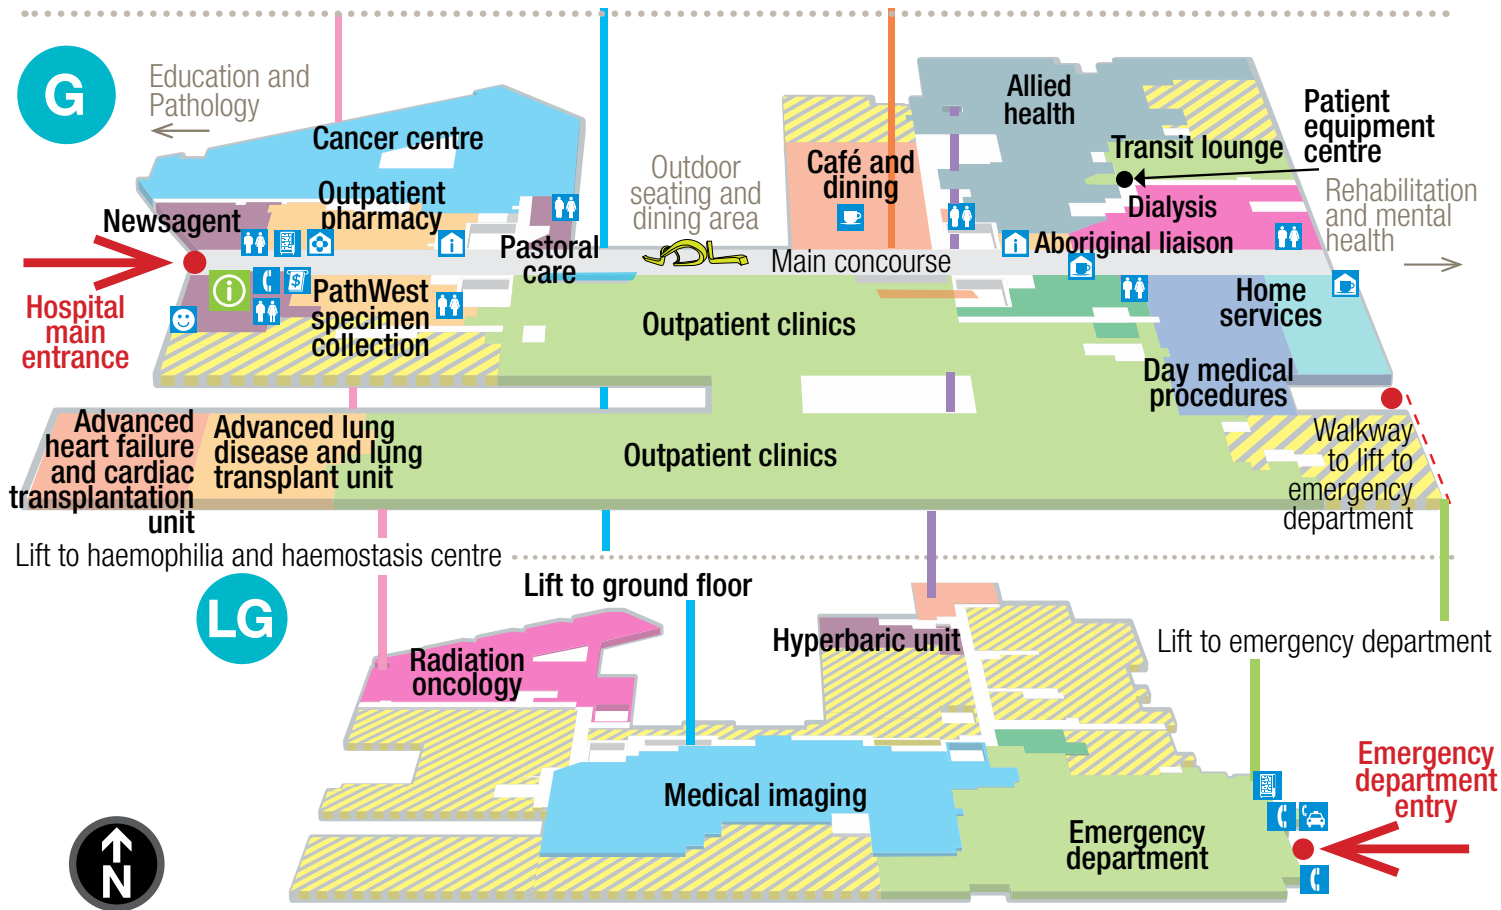 G
Education and
Pathology
Cancer centre
Outpatient
pharmacy
Newsagent
Pastoral
care
Outdoor
seating and
dining area
Café and
dining
Main concourse
Allied
health
Transit lounge
Patient
equipment
centre
Dialysis
Aboriginal liaison
Rehabilitation
and mental
health
Hospital
main
entrance
i
i
i
$
PathWest
specimen
collection
Outpatient clinics
Home
services
Day medical
procedures
Advanced
heart failure
and cardiac
transplantation
unit
Advanced lung
disease and lung
transplant unit
Outpatient clinics
Walkway
to lift to
emergency
department
Lift to haemophilia and haemostasis centre
LG
Lift to ground floor
Radiation
oncology
Hyperbaric unit
Lift to emergency department
Medical imaging
Emergency
department
Emergency
department
entry
N